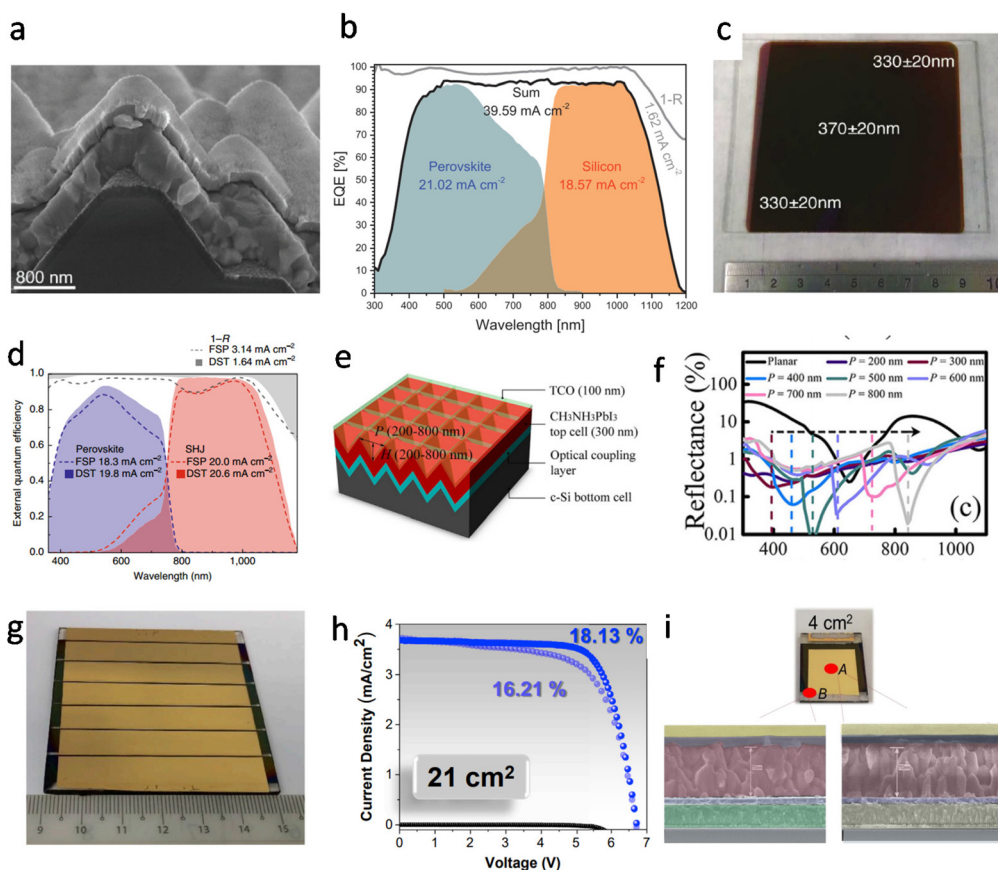 a
800 nm
b
EQE [%]
100
90
80
70
60
50
40
30
20
10
0
Sum
39.59 mA cm⁻²
1-R
1.62 mA cm⁻²
Perovskite
21.02 mA cm⁻²
Silicon
18.57 mA cm⁻²
300 400 500 600 700 800 900 1000 1100 1200
Wavelength [nm]
c
330±20nm
370±20nm
330±20nm
1 2 3 4 5 6 7 8 9 10
d
1–R
FSP 3.14 mA cm⁻²
DST 1.64 mA cm⁻²
External quantum efficiency
1.0
0.8
0.6
0.4
0.2
0.0
Perovskite
FSP 18.3 mA cm⁻²
DST 19.8 mA cm⁻²
SHJ
FSP 20.0 mA cm⁻²
DST 20.6 mA cm⁻²
400 600 800 1,000
Wavelength (nm)
e
P (200-800 nm)
H (200-800 nm)
TCO (100 nm)
CH3NH3PbI3
top cell (300 nm)
Optical coupling
layer
c-Si bottom cell
f
Planar P = 200 nm P = 300 nm
P = 400 nm P = 500 nm P = 600 nm
P = 700 nm P = 800 nm
Reflectance (%)
100
10
1
0.1
0.01
(c)
400 600 800 1000
g
9 10 11 12 13 14 15
h
Current Density (mA/cm²)
4
3
2
1
0
18.13 %
16.21 %
21 cm²
0 1 2 3 4 5 6 7
Voltage (V)
i
4 cm²
A
B